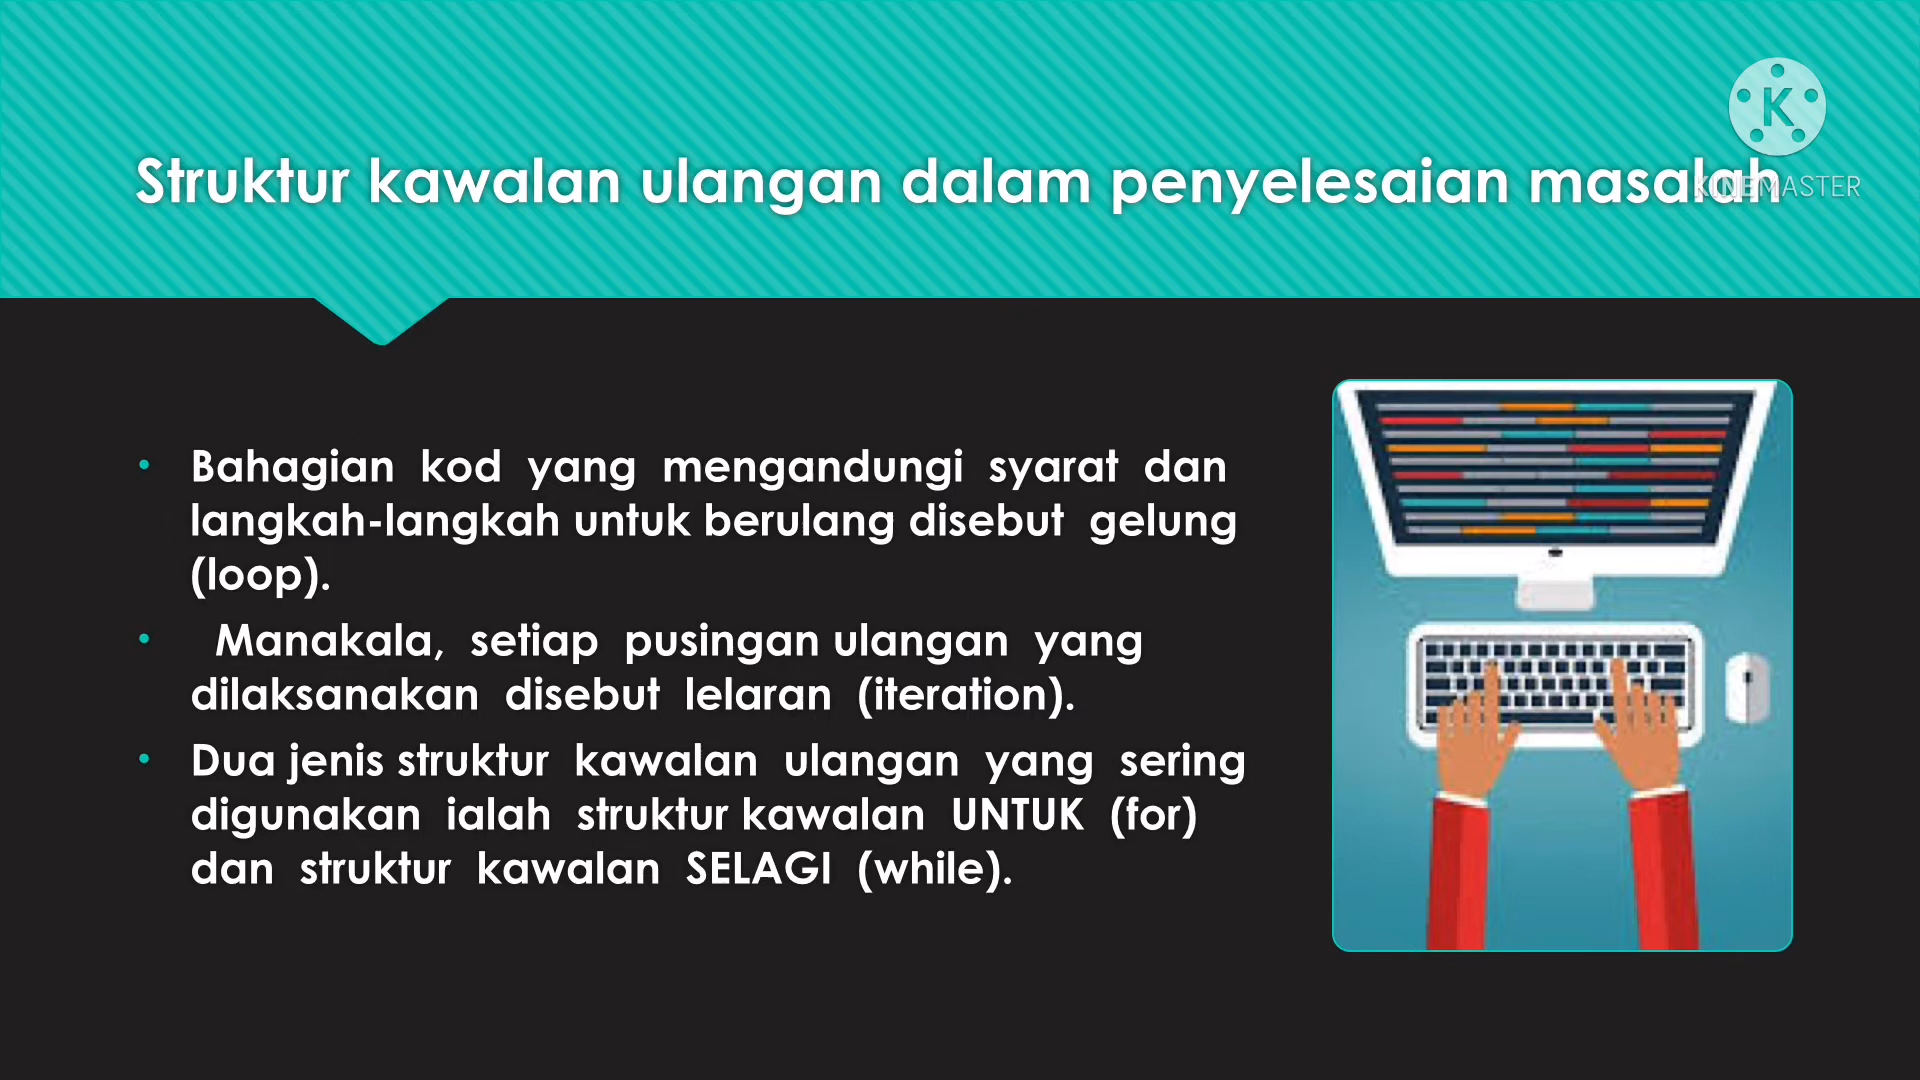 K
Struktur kawalan ulangan dalam penyelesaian masalah
KINEMASTER
• Bahagian kod yang mengandungi syarat dan
langkah-langkah untuk berulang disebut gelung
(loop).
• Manakala, setiap pusingan ulangan yang
dilaksanakan disebut lelaran (iteration).
• Dua jenis struktur kawalan ulangan yang sering
digunakan ialah struktur kawalan UNTUK (for)
dan struktur kawalan SELAGI (while).